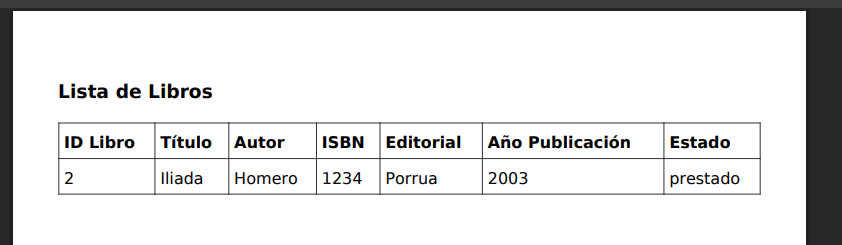 Lista de Libros
ID Libro Título Autor ISBN Editorial Año Publicación Estado
2 Iliada Homero 1234 Porrua 2003 prestado